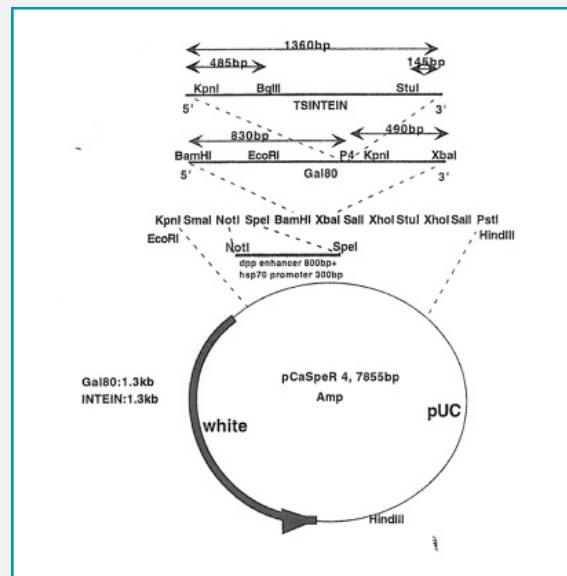 1360bp
485bp 145bp
KpnI BglII StuI
5' TSINTEIN 3'
830bp 490bp
BamHI EcoRI P4 KpnI XbaI
5' Gal80 3'
KpnI SmaI NotI SpeI BamHI XbaI SalI XhoI StuI XhoI SalI PstI
EcoRI HindIII
NotI SpeI
dpp enhancer 800bp+
hsp70 promoter 300bp
pCaSpeR 4, 7855bp
Amp
Gal80:1.3kb
INTEIN:1.3kb
white
pUC
HindIII